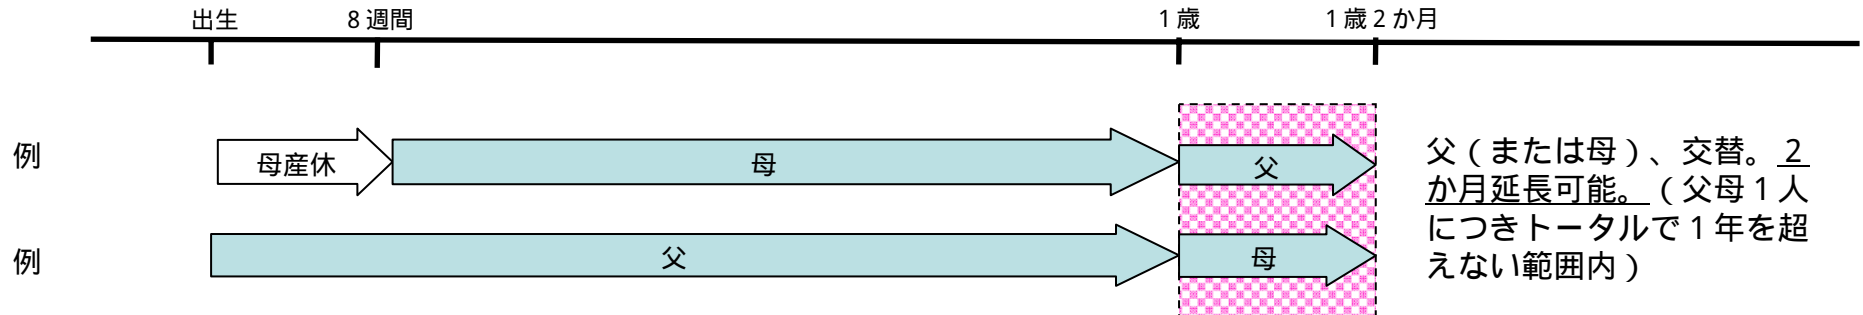 出生
8週間
1歳
1歳2か月
例
母産休
母
父
例
父
母
父（または母）、交替。2
か月延長可能。（父母1人
につきトータルで1年を超
えない範囲内）